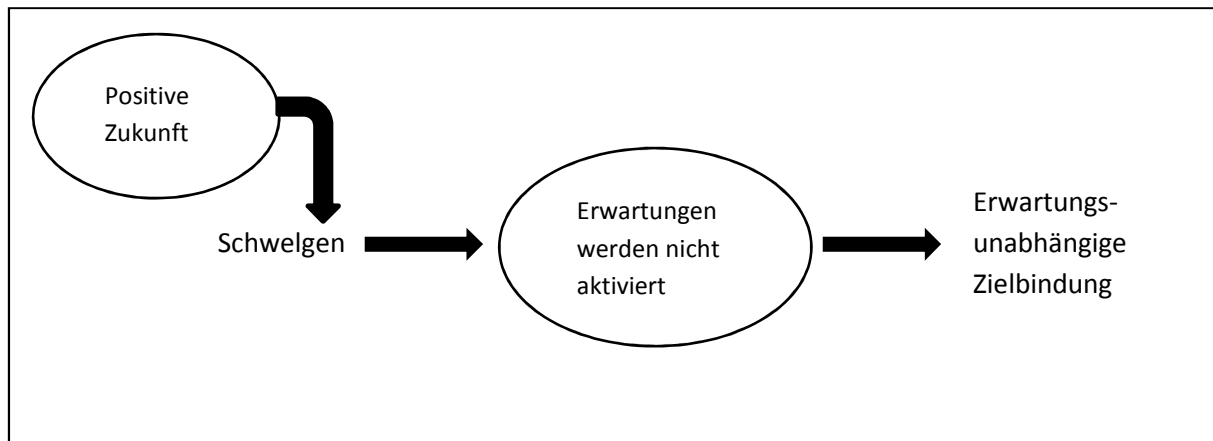 Positive
Zukunft
Schwelgen
Erwartungen
werden nicht
aktiviert
Erwartungs-
unabhängige
Zielbindung